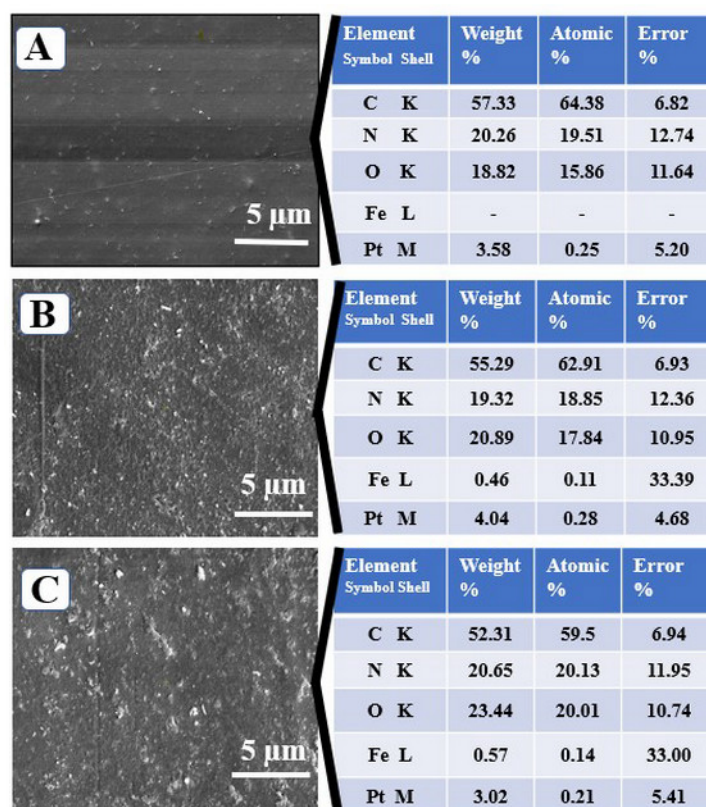 A
5 µm
Element Weight Atomic Error
Symbol Shell % % %
C K 57.33 64.38 6.82
N K 20.26 19.51 12.74
O K 18.82 15.86 11.64
Fe L - - -
Pt M 3.58 0.25 5.20
B
5 µm
Element Weight Atomic Error
Symbol Shell % % %
C K 55.29 62.91 6.93
N K 19.32 18.85 12.36
O K 20.89 17.84 10.95
Fe L 0.46 0.11 33.39
Pt M 4.04 0.28 4.68
C
5 µm
Element Weight Atomic Error
Symbol Shell % % %
C K 52.31 59.5 6.94
N K 20.65 20.13 11.95
O K 23.44 20.01 10.74
Fe L 0.57 0.14 33.00
Pt M 3.02 0.21 5.41